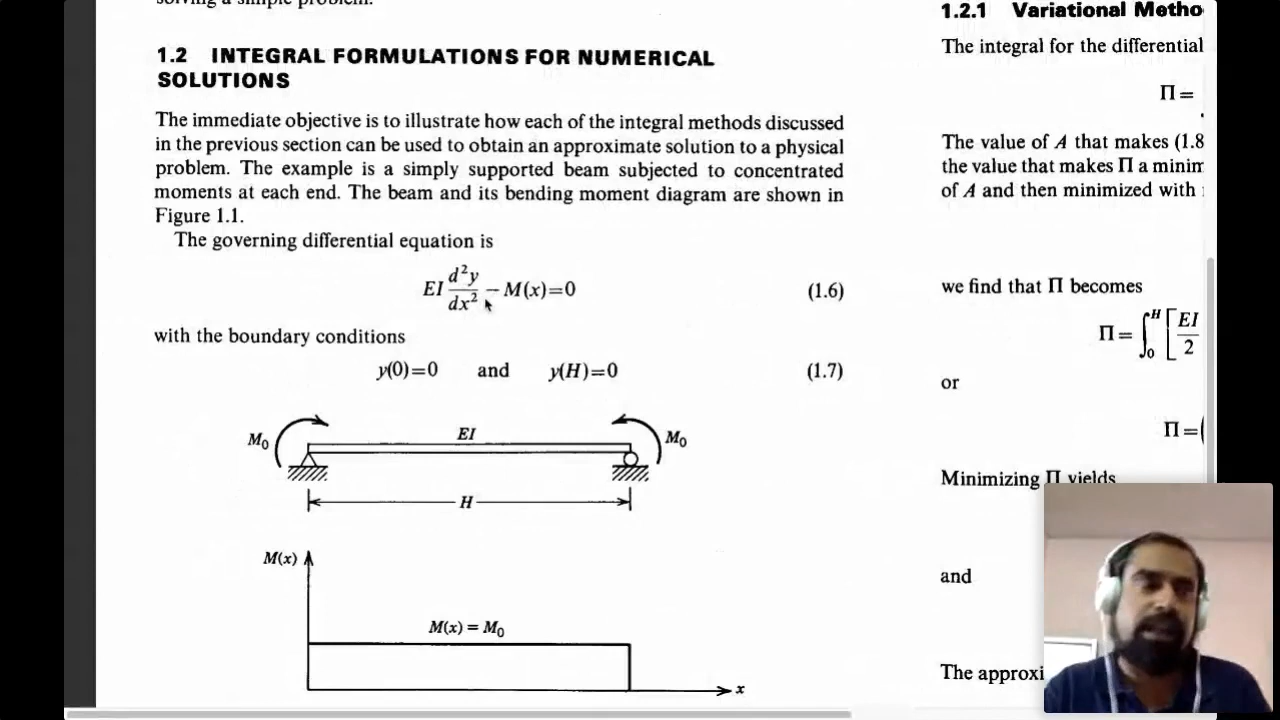 1.2 INTEGRAL FORMULATIONS FOR NUMERICAL
SOLUTIONS
The immediate objective is to illustrate how each of the integral methods discussed
in the previous section can be used to obtain an approximate solution to a physical
problem. The example is a simply supported beam subjected to concentrated
moments at each end. The beam and its bending moment diagram are shown in
Figure 1.1.
The governing differential equation is
EI d²y/dx² − M(x)=0 (1.6)
with the boundary conditions
y(0)=0 and y(H)=0 (1.7)
M₀ EI M₀
H
M(x)
M(x) = M₀
x
1.2.1 Variational Metho
The integral for the differential
Π =
The value of A that makes (1.8
the value that makes Π a minim
of A and then minimized with
we find that Π becomes
Π = ∫₀ᴴ [ EI/2
or
Π = (
Minimizing Π yields
and
The approxi